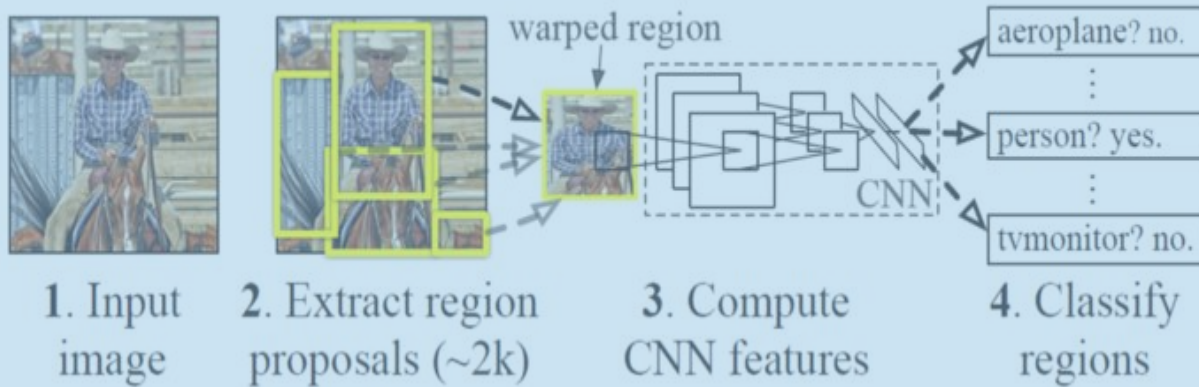 warped region
aeroplane? no.
⋮
person? yes.
CNN
⋮
tvmonitor? no.
1. Input
image
2. Extract region
proposals (~2k)
3. Compute
CNN features
4. Classify
regions